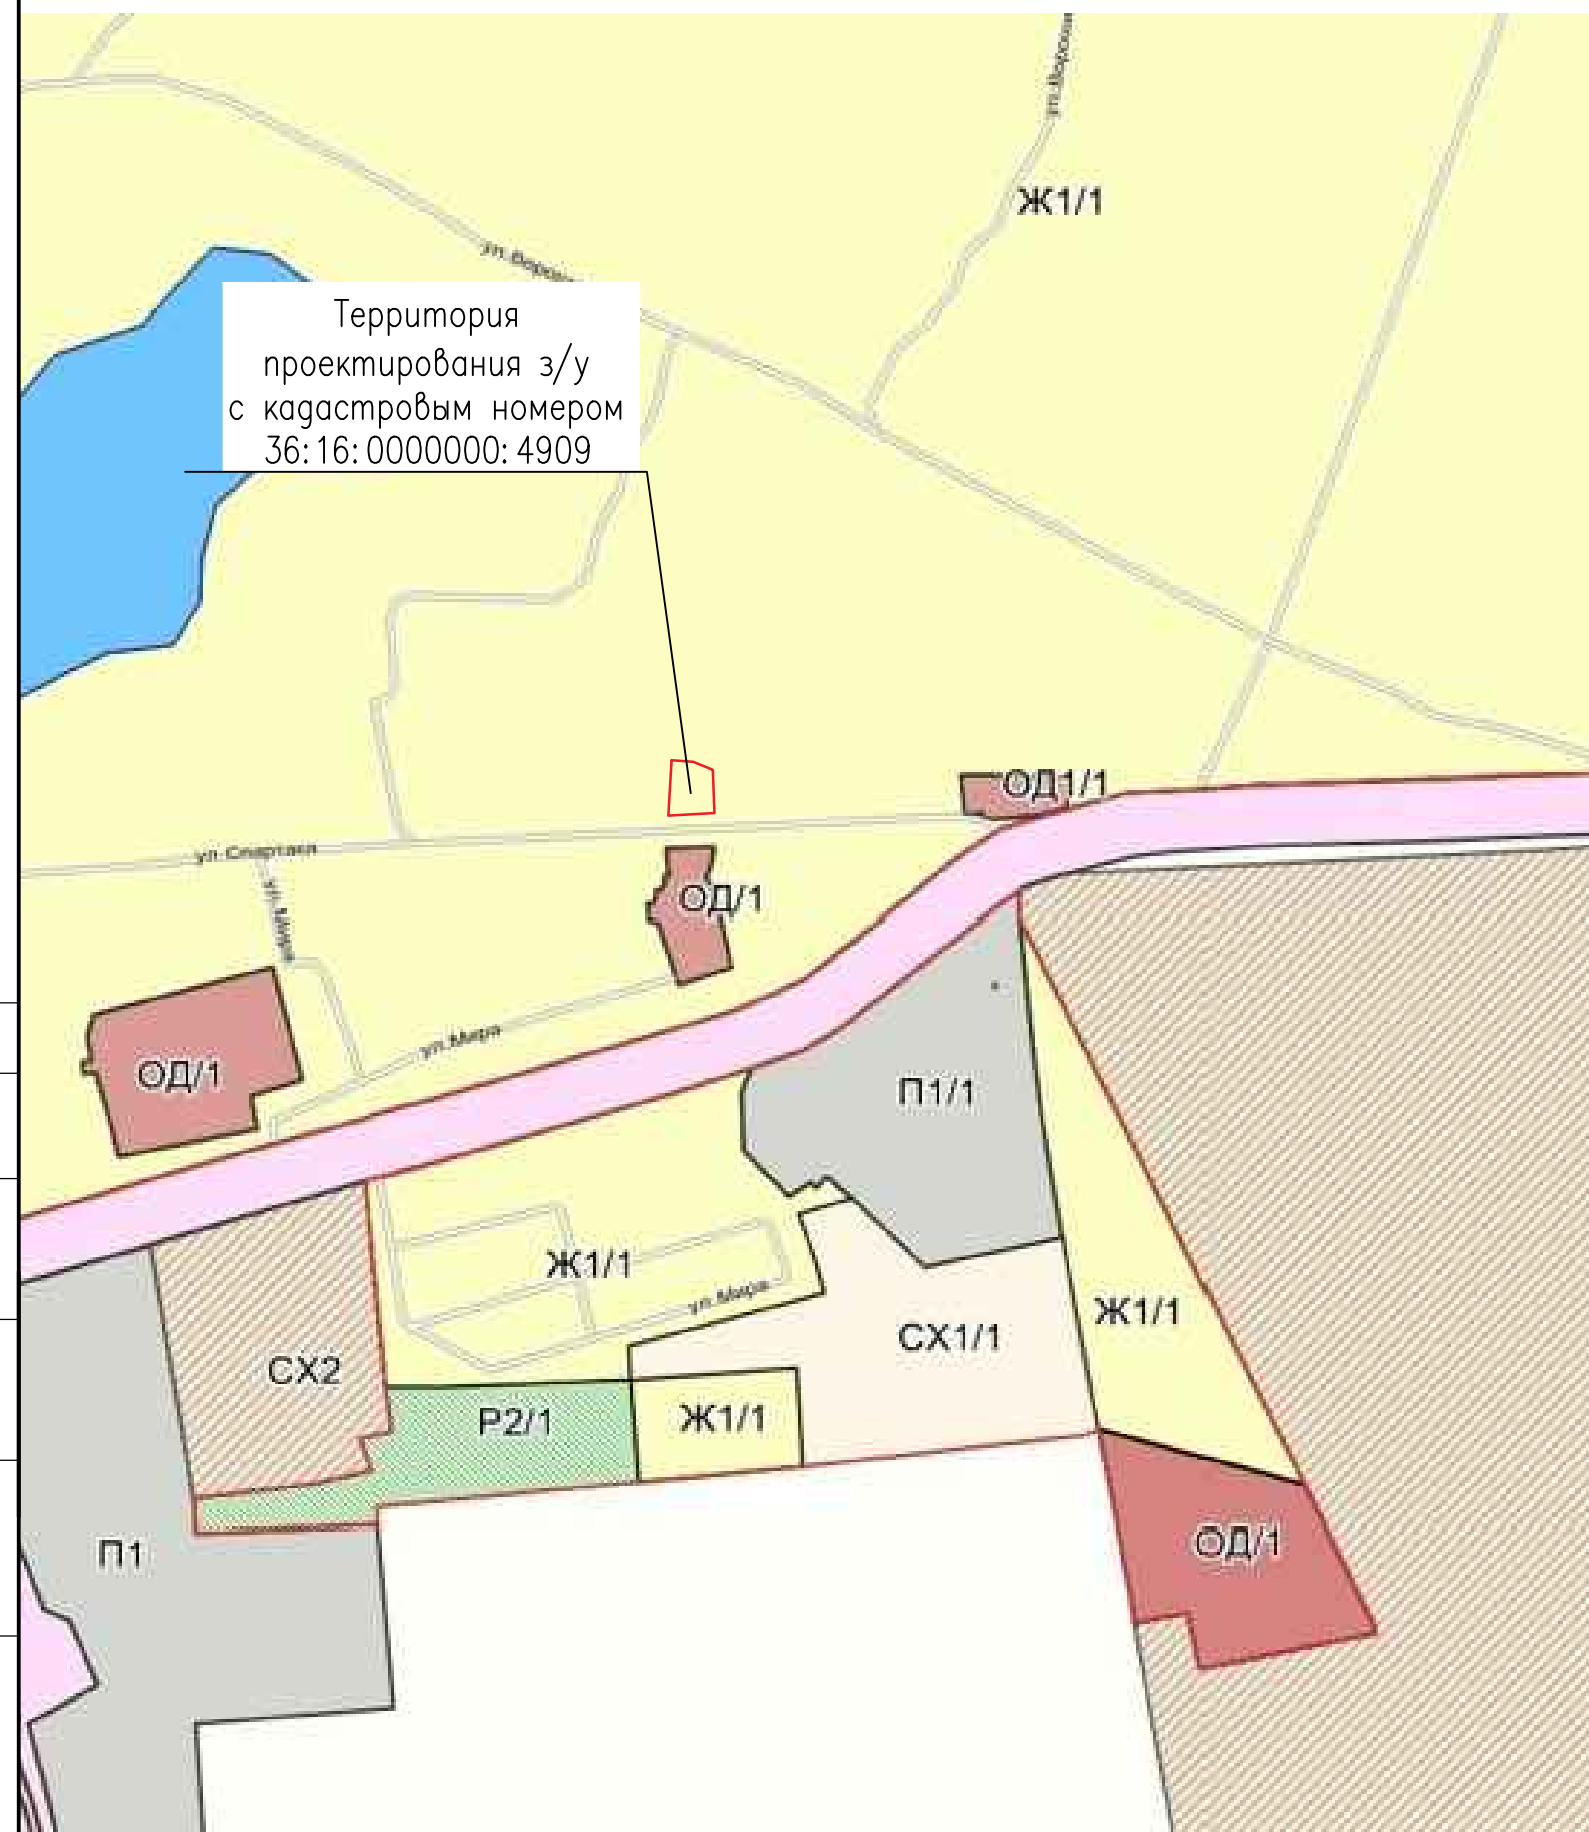 Ж1/1
Территория
проектирования з/у
с кадастровым номером
36:16:0000000:4909
ОД1/1
ул.Спартака
ОД/1
ул.Мира
ул.Мира
ОД/1
П1/1
Ж1/1
ул.Мира
Ж1/1
СХ1/1
СХ2
Р2/1
Ж1/1
ОД/1
П1